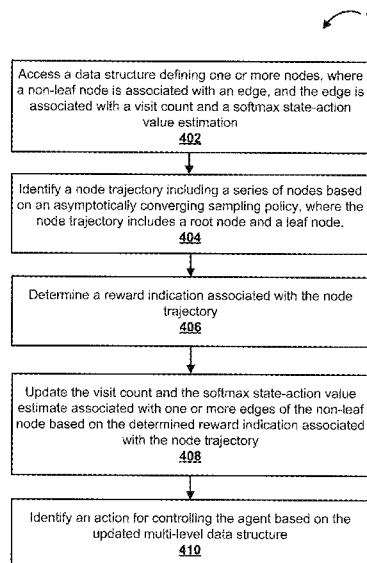 Access a data structure defining one or more nodes, where
a non-leaf node is associated with an edge, and the edge is
associated with a visit count and a softmax state-action
value estimation
402
Identify a node trajectory including a series of nodes based
on an asymptotically converging sampling policy, where the
node trajectory includes a root node and a leaf node.
404
Determine a reward indication associated with the node
trajectory
406
Update the visit count and the softmax state-action value
estimate associated with one or more edges of the non-leaf
node based on the determined reward indication associated
with the node trajectory
408
Identify an action for controlling the agent based on the
updated multi-level data structure
410